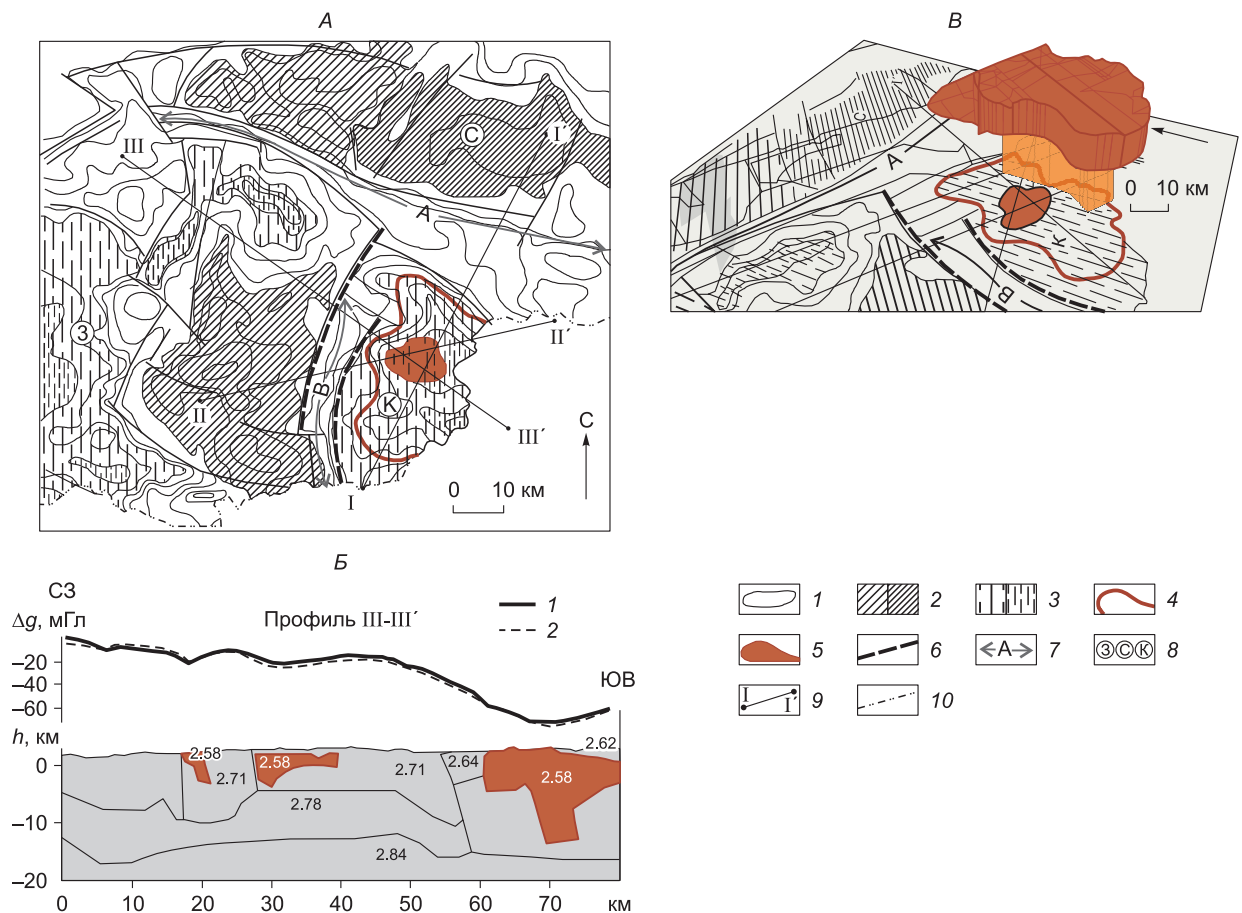 А
С
I´
III
А
З
II
В
К
II
III´
I
С
0 10 км
В
С
А
К
В
0 10 км
Б
СЗ
Δg, мГл
Профиль III-III´
1
2
–20
–40
–60
ЮВ
h, км
0
–10
–20
2.58
2.71
2.58
2.71
2.64
2.62
2.58
2.78
2.84
0 10 20 30 40 50 60 70 км
1
2
3
4
5
6
А 7
З С К 8
I I´ 9
10